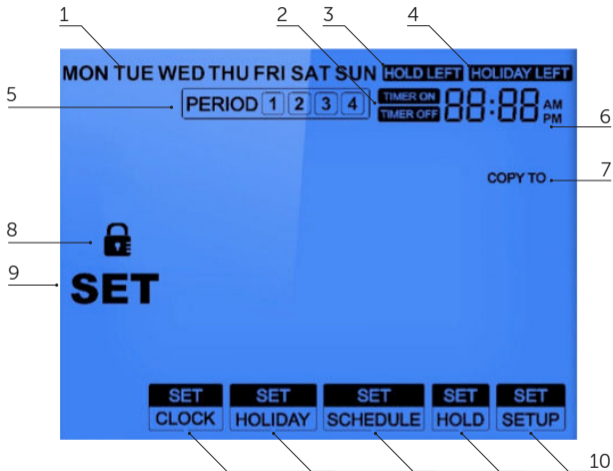 1 2 3 4
MON TUE WED THU FRI SAT SUN HOLD LEFT HOLIDAY LEFT
5 PERIOD 1 2 3 4 TIMER ON 88:88 AM
TIMER OFF PM 6
COPY TO 7
8
9 SET
SET SET SET SET SET
CLOCK HOLIDAY SCHEDULE HOLD SETUP
10